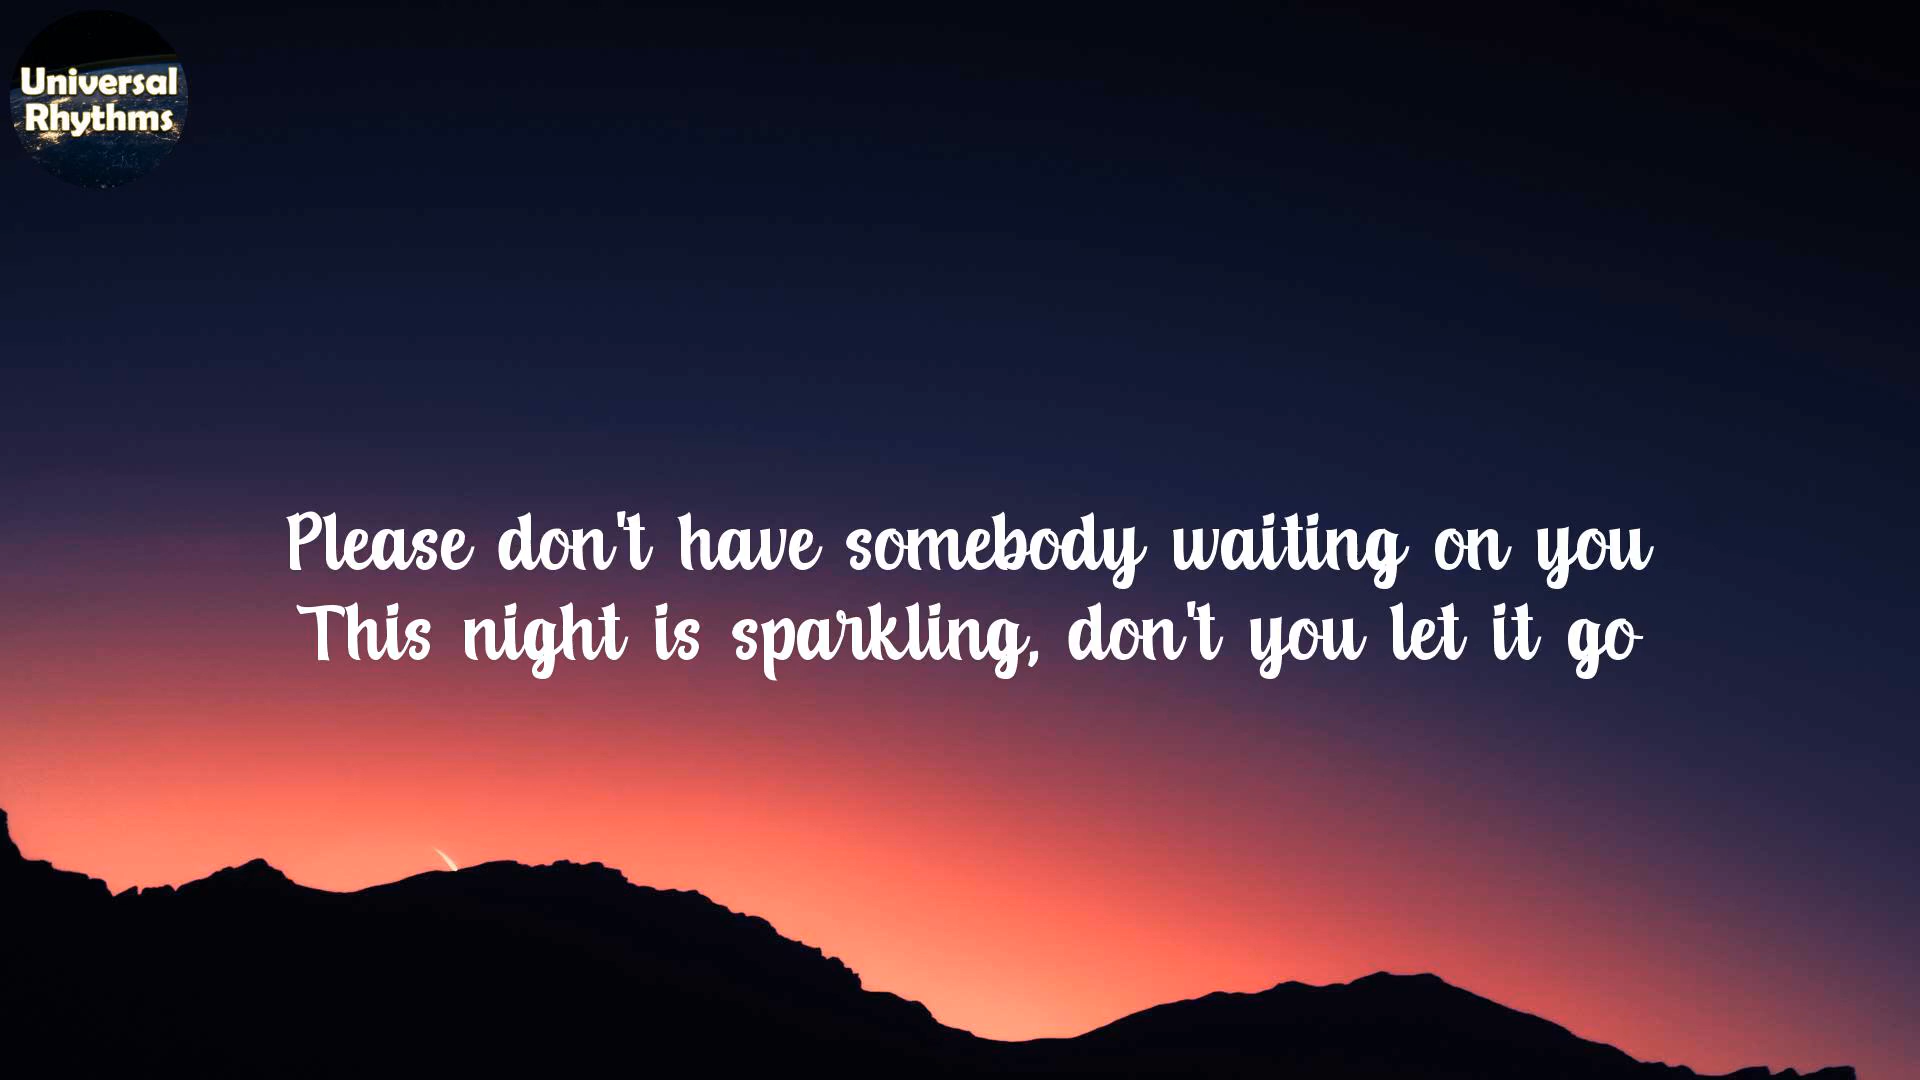 Universal
Rhythms
Please don't have somebody waiting on you
This night is sparkling, don't you let it go